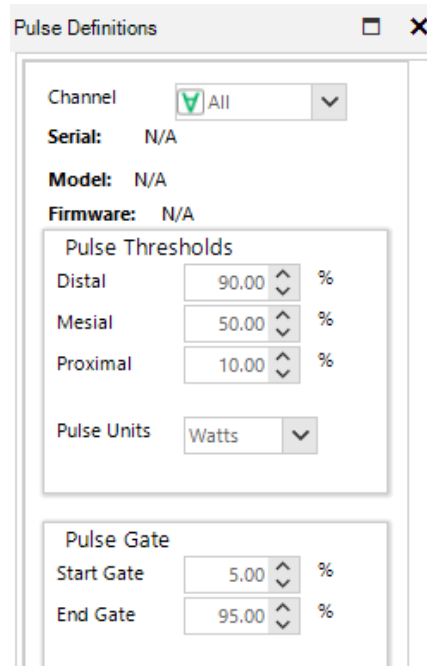 Pulse Definitions
Channel All
Serial: N/A
Model: N/A
Firmware: N/A
Pulse Thresholds
Distal 90.00 %
Mesial 50.00 %
Proximal 10.00 %
Pulse Units Watts
Pulse Gate
Start Gate 5.00 %
End Gate 95.00 %